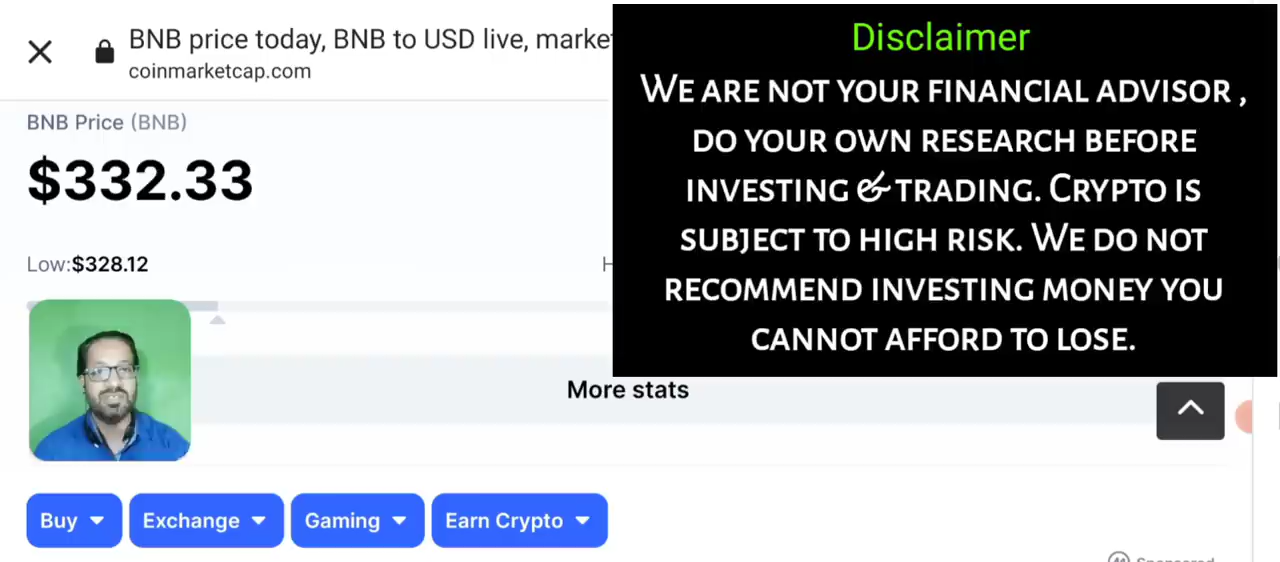 BNB price today, BNB to USD live, market
coinmarketcap.com
Disclaimer
WE ARE NOT YOUR FINANCIAL ADVISOR ,
DO YOUR OWN RESEARCH BEFORE
INVESTING & TRADING. CRYPTO IS
SUBJECT TO HIGH RISK. WE DO NOT
RECOMMEND INVESTING MONEY YOU
CANNOT AFFORD TO LOSE.
BNB Price (BNB)
$332.33
Low:$328.12
More stats
Buy
Exchange
Gaming
Earn Crypto
Sponsored